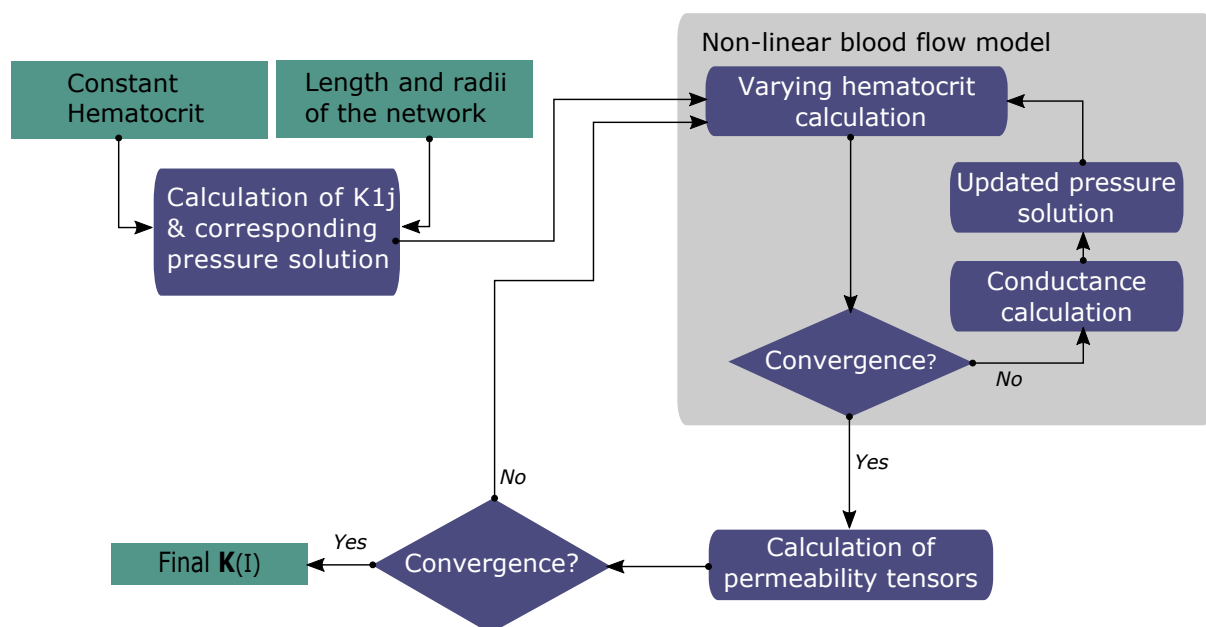 Constant
Hematocrit
Length and radii
of the network
Calculation of K1j
& corresponding
pressure solution
Non-linear blood flow model
Varying hematocrit
calculation
Updated pressure
solution
Conductance
calculation
Convergence?
No
Yes
Calculation of
permeability tensors
Convergence?
No
Yes
Final K(I)